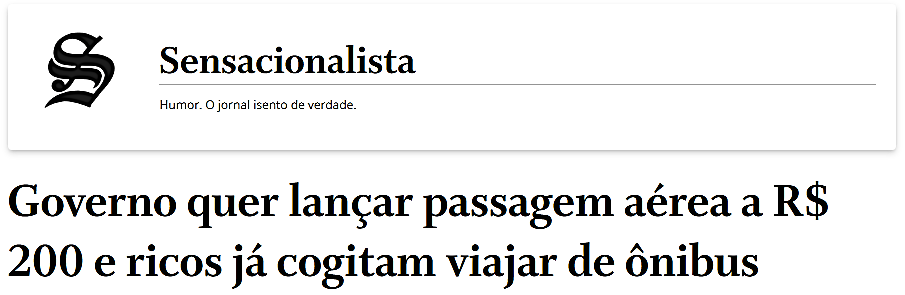 Sensacionalista
Humor. O jornal isento de verdade.
Governo quer lançar passagem aérea a R$
200 e ricos já cogitam viajar de ônibus